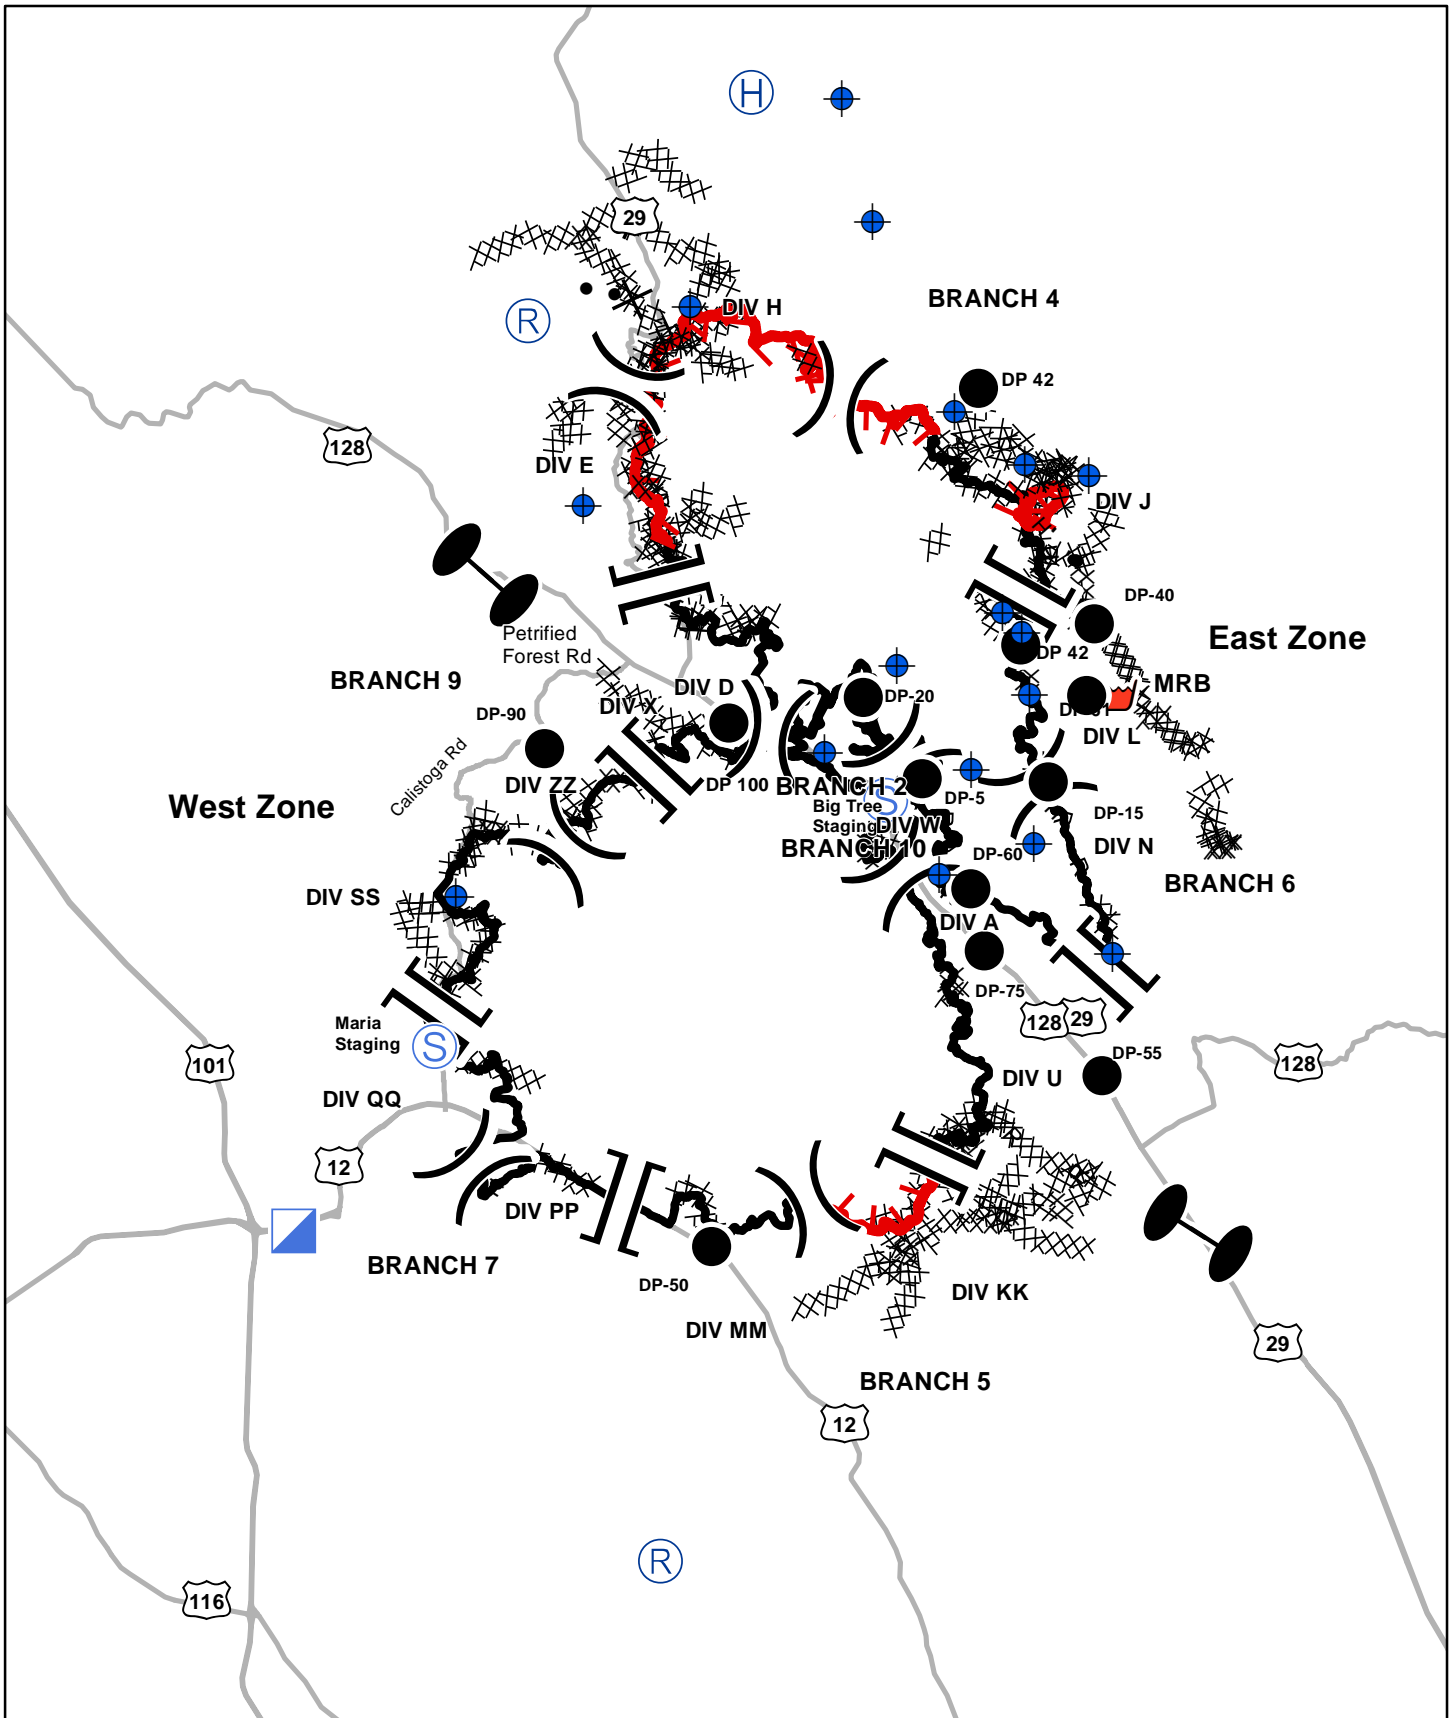 H
29
DIV H
BRANCH 4
R
DP 42
128
DIV E
DIV J
DP-40
Petrified
Forest Rd
East Zone
DP 42
BRANCH 9
DIV D
MRB
DP-20
DIV X
DP-90
DIV L
Calistoga Rd
DIV ZZ
DP 100
BRANCH 2
S
DP-5
West Zone
Big Tree
Staging
DIV W
DP-15
BRANCH 10
DP-60
DIV N
BRANCH 6
DIV SS
DIV A
DP-75
Maria
Staging
S
128
29
101
DP-55
128
DIV U
DIV QQ
12
DIV PP
BRANCH 7
DP-50
DIV KK
DIV MM
29
BRANCH 5
12
R
116